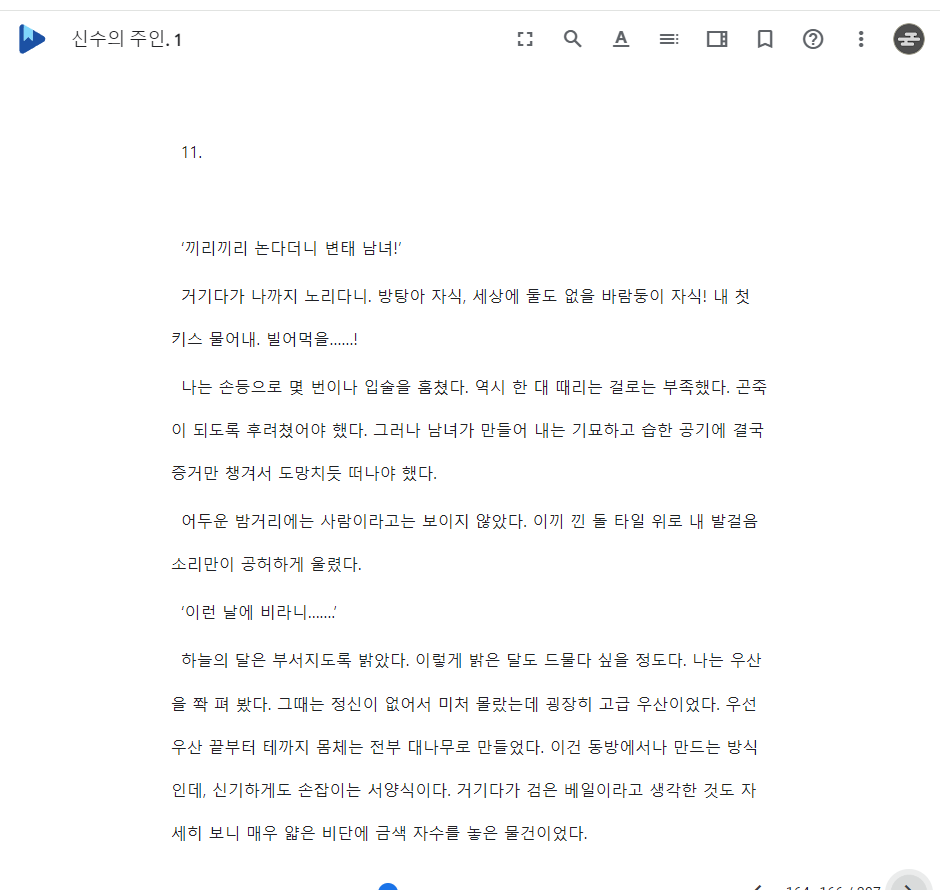 신수의 주인. 1
11.
'끼리끼리 논다더니 변태 남녀!'
거기다가 나까지 노리다니. 방탕아 자식, 세상에 둘도 없을 바람둥이 자식! 내 첫
키스 물어내. 빌어먹을……!
나는 손등으로 몇 번이나 입술을 훔쳤다. 역시 한 대 때리는 걸로는 부족했다. 곤죽
이 되도록 후려쳤어야 했다. 그러나 남녀가 만들어 내는 기묘하고 습한 공기에 결국
증거만 챙겨서 도망치듯 떠나야 했다.
어두운 밤거리에는 사람이라고는 보이지 않았다. 이끼 낀 돌 타일 위로 내 발걸음
소리만이 공허하게 울렸다.
'이런 날에 비라니…….'
하늘의 달은 부서지도록 밝았다. 이렇게 밝은 달도 드물다 싶을 정도다. 나는 우산
을 쫙 펴 봤다. 그때는 정신이 없어서 미처 몰랐는데 굉장히 고급 우산이었다. 우선
우산 끝부터 테까지 몸체는 전부 대나무로 만들었다. 이건 동방에서나 만드는 방식
인데, 신기하게도 손잡이는 서양식이다. 거기다가 검은 베일이라고 생각한 것도 자
세히 보니 매우 얇은 비단에 금색 자수를 놓은 물건이었다.